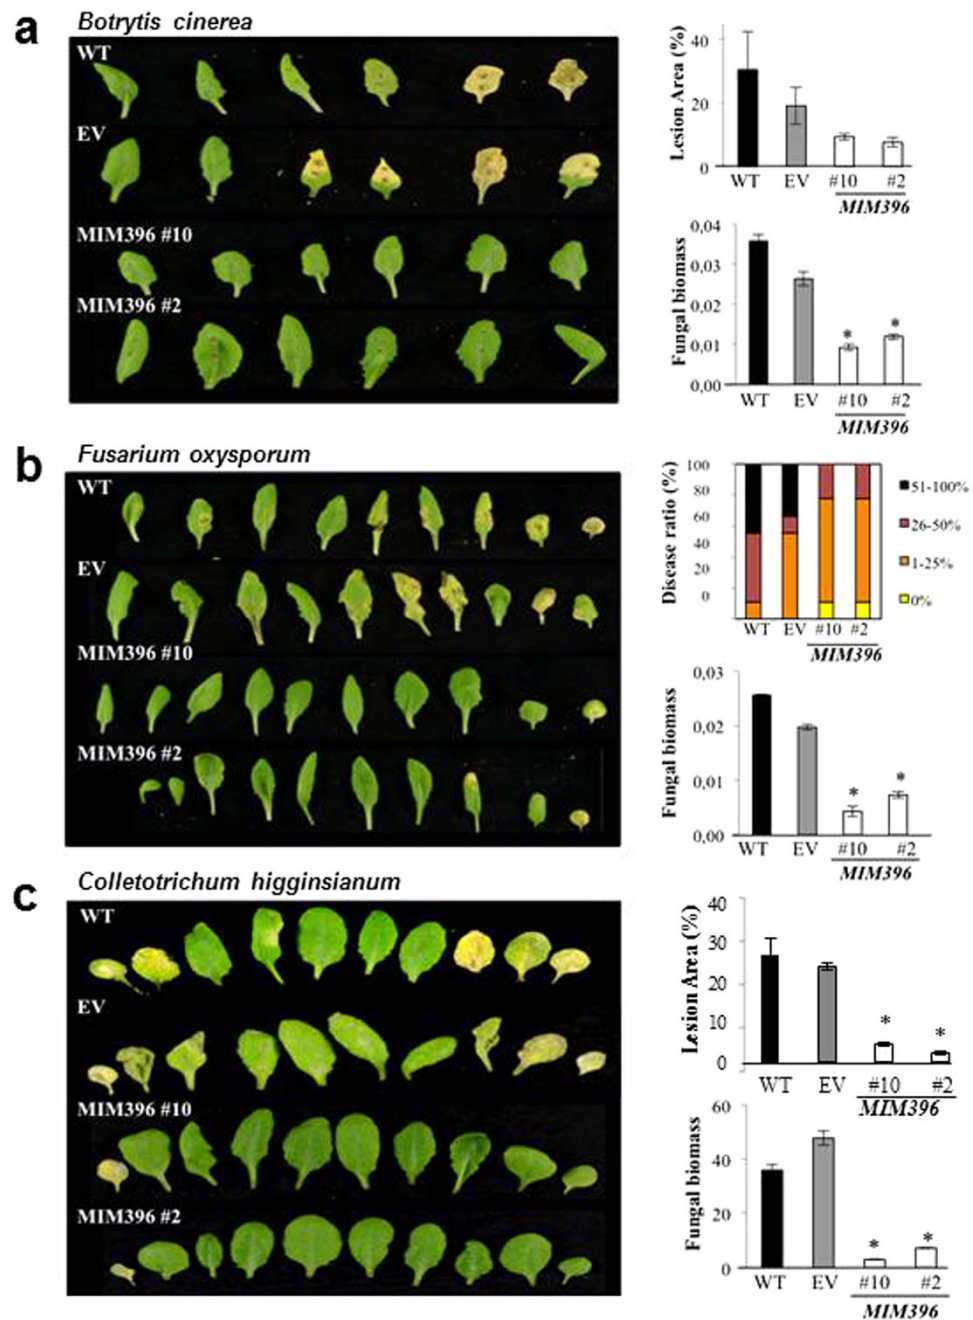 a
Botrytis cinerea
WT
EV
MIM396 #10
MIM396 #2
Lesion Area (%)
40
20
0
WT EV #10 #2
MIM396
Fungal biomass
0,04
0,03
0,02
0,01
0,00
* *
WT EV #10 #2
MIM396
b
Fusarium oxysporum
WT
EV
MIM396 #10
MIM396 #2
Disease ratio (%)
100
80
60
40
20
0
51-100%
26-50%
1-25%
0%
WT EV #10 #2
MIM396
Fungal biomass
0,03
0,02
0,01
0,00
* *
WT EV #10 #2
MIM396
c
Colletotrichum higginsianum
WT
EV
MIM396 #10
MIM396 #2
Lesion Area (%)
40
30
20
10
0
* *
WT EV #10 #2
MIM396
Fungal biomass
60
40
20
0
* *
WT EV #10 #2
MIM396